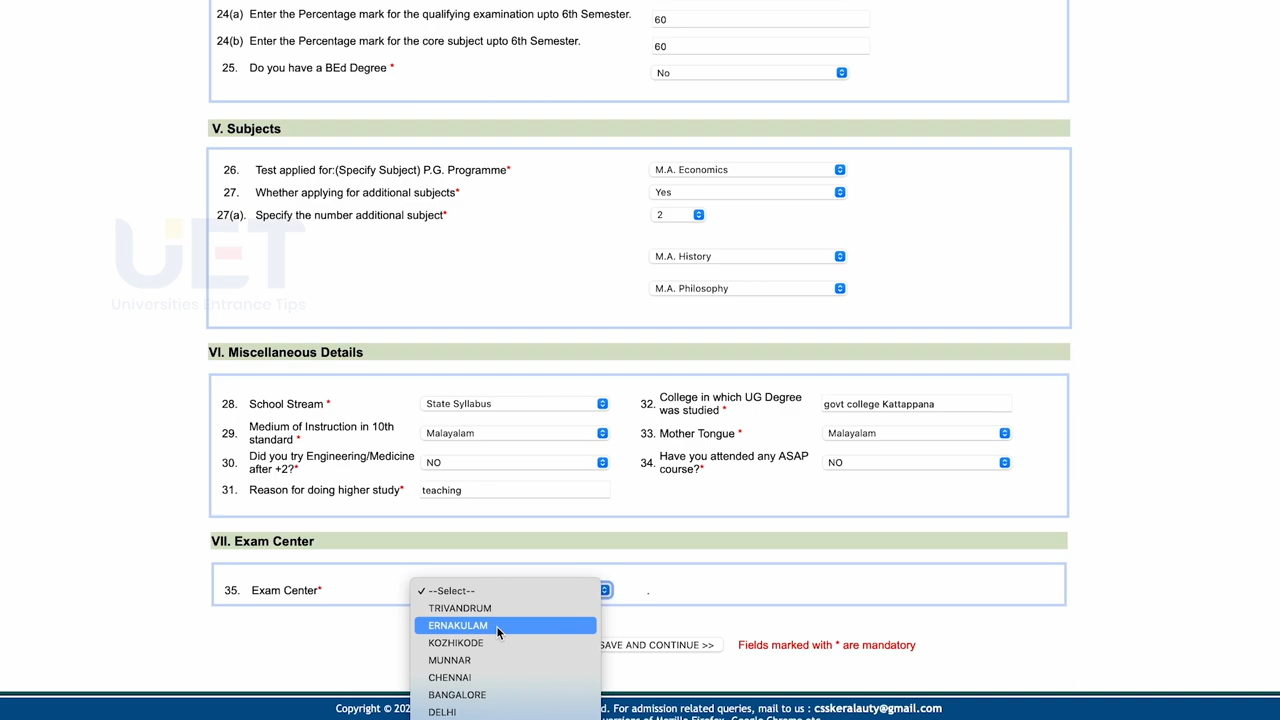 24(a) Enter the Percentage mark for the qualifying examination upto 6th Semester. 60
24(b) Enter the Percentage mark for the core subject upto 6th Semester. 60
25. Do you have a BEd Degree * No
V. Subjects
26. Test applied for:(Specify Subject) P.G. Programme* M.A. Economics
27. Whether applying for additional subjects* Yes
27(a). Specify the number additional subject* 2
UET
Universities Entrance Tips
M.A. History
M.A. Philosophy
VI. Miscellaneous Details
28. School Stream * State Syllabus
32. College in which UG Degree
was studied * govt college Kattappana
29. Medium of Instruction in 10th
standard * Malayalam
33. Mother Tongue * Malayalam
30. Did you try Engineering/Medicine
after +2?* NO
34. Have you attended any ASAP
course?* NO
31. Reason for doing higher study* teaching
VII. Exam Center
35. Exam Center* ✓ --Select-- .
TRIVANDRUM
ERNAKULAM
KOZHIKODE
SAVE AND CONTINUE >> Fields marked with * are mandatory
MUNNAR
CHENNAI
BANGALORE
DELHI
Copyright © 202 d. For admission related queries, mail to us : csskeralauty@gmail.com